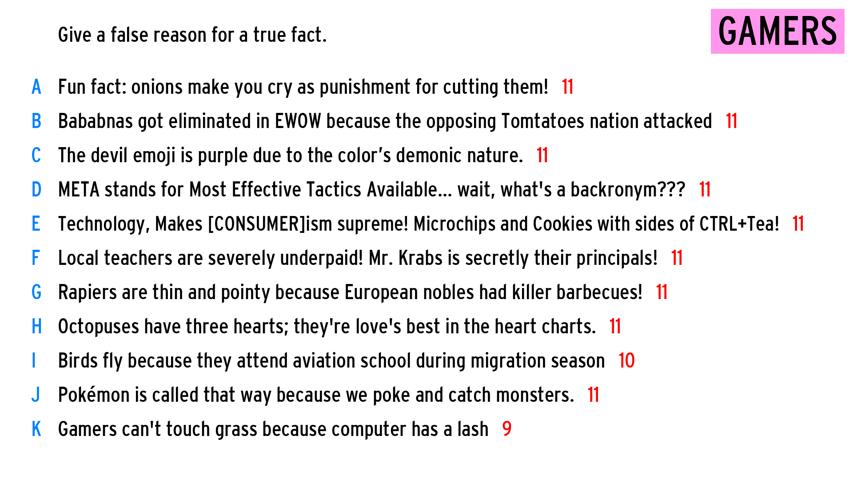 Give a false reason for a true fact.
GAMERS
A Fun fact: onions make you cry as punishment for cutting them! 11
B Bababnas got eliminated in EWOW because the opposing Tomtatoes nation attacked 11
C The devil emoji is purple due to the color's demonic nature. 11
D META stands for Most Effective Tactics Available... wait, what's a backronym??? 11
E Technology, Makes [CONSUMER]ism supreme! Microchips and Cookies with sides of CTRL+Tea! 11
F Local teachers are severely underpaid! Mr. Krabs is secretly their principals! 11
G Rapiers are thin and pointy because European nobles had killer barbecues! 11
H Octopuses have three hearts; they're love's best in the heart charts. 11
I Birds fly because they attend aviation school during migration season 10
J Pokémon is called that way because we poke and catch monsters. 11
K Gamers can't touch grass because computer has a lash 9